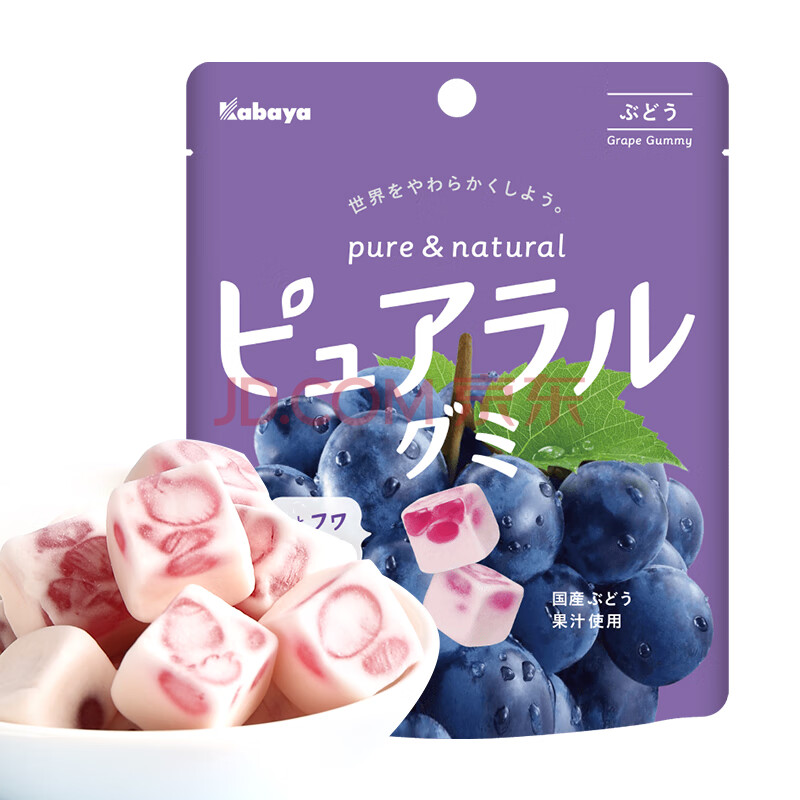 Kabaya
ぶどう
Grape Gummy
世界をやわらかくしよう。
pure & natural
ピュアラル
JD.COM 京东
グミ
フワ
国産ぶどう
果汁使用